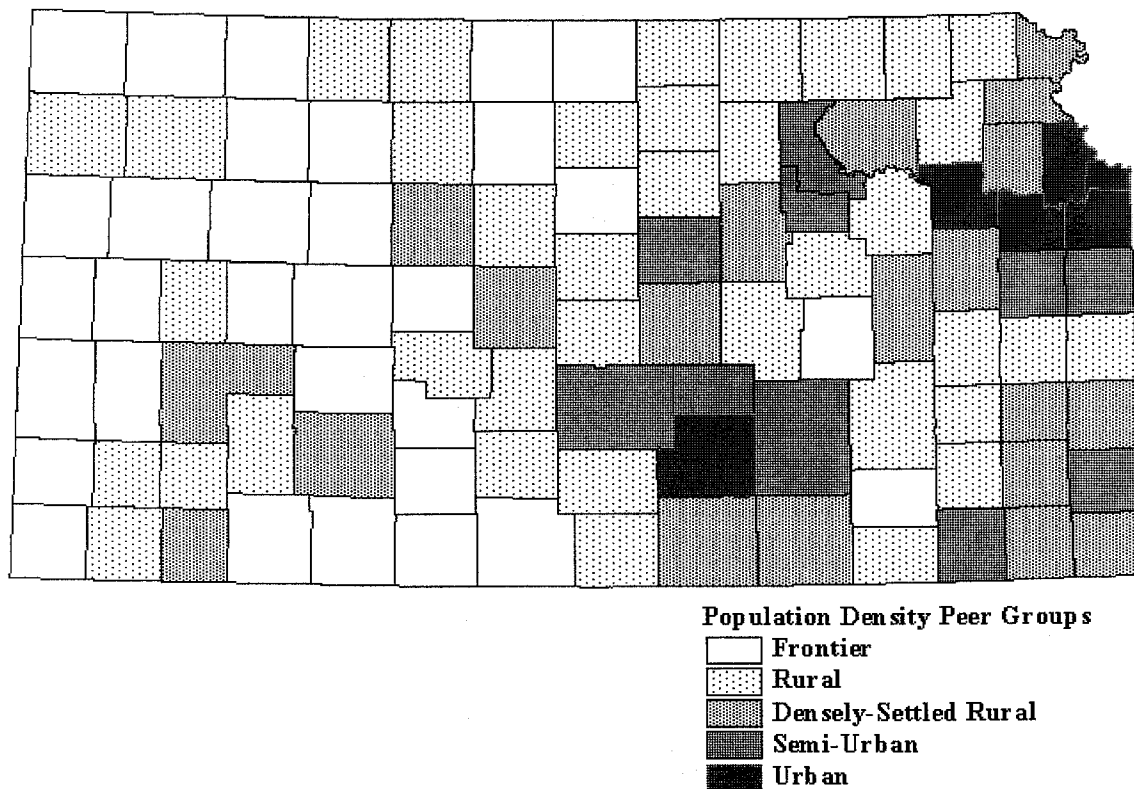 Population Density Peer Groups
Frontier
Rural
Densely-Settled Rural
Semi-Urban
Urban